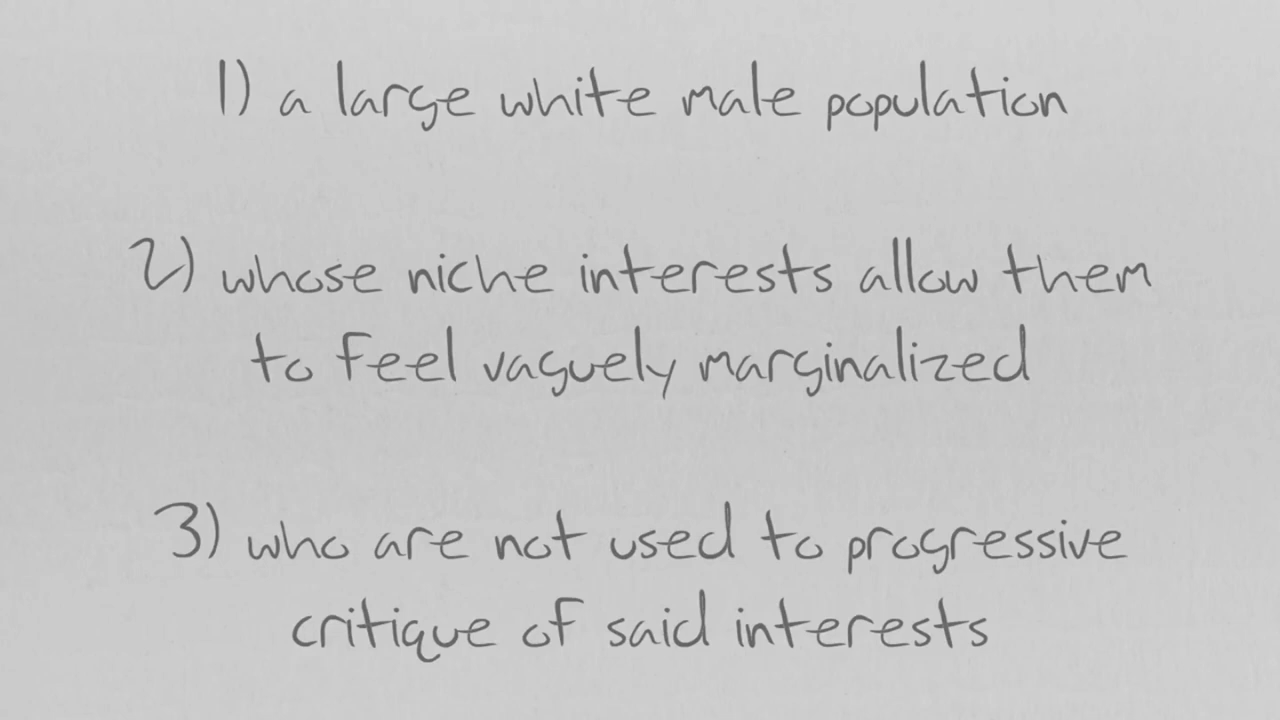 1) a large white male population
2) whose niche interests allow them
to feel vaguely marginalized
3) who are not used to progressive
critique of said interests